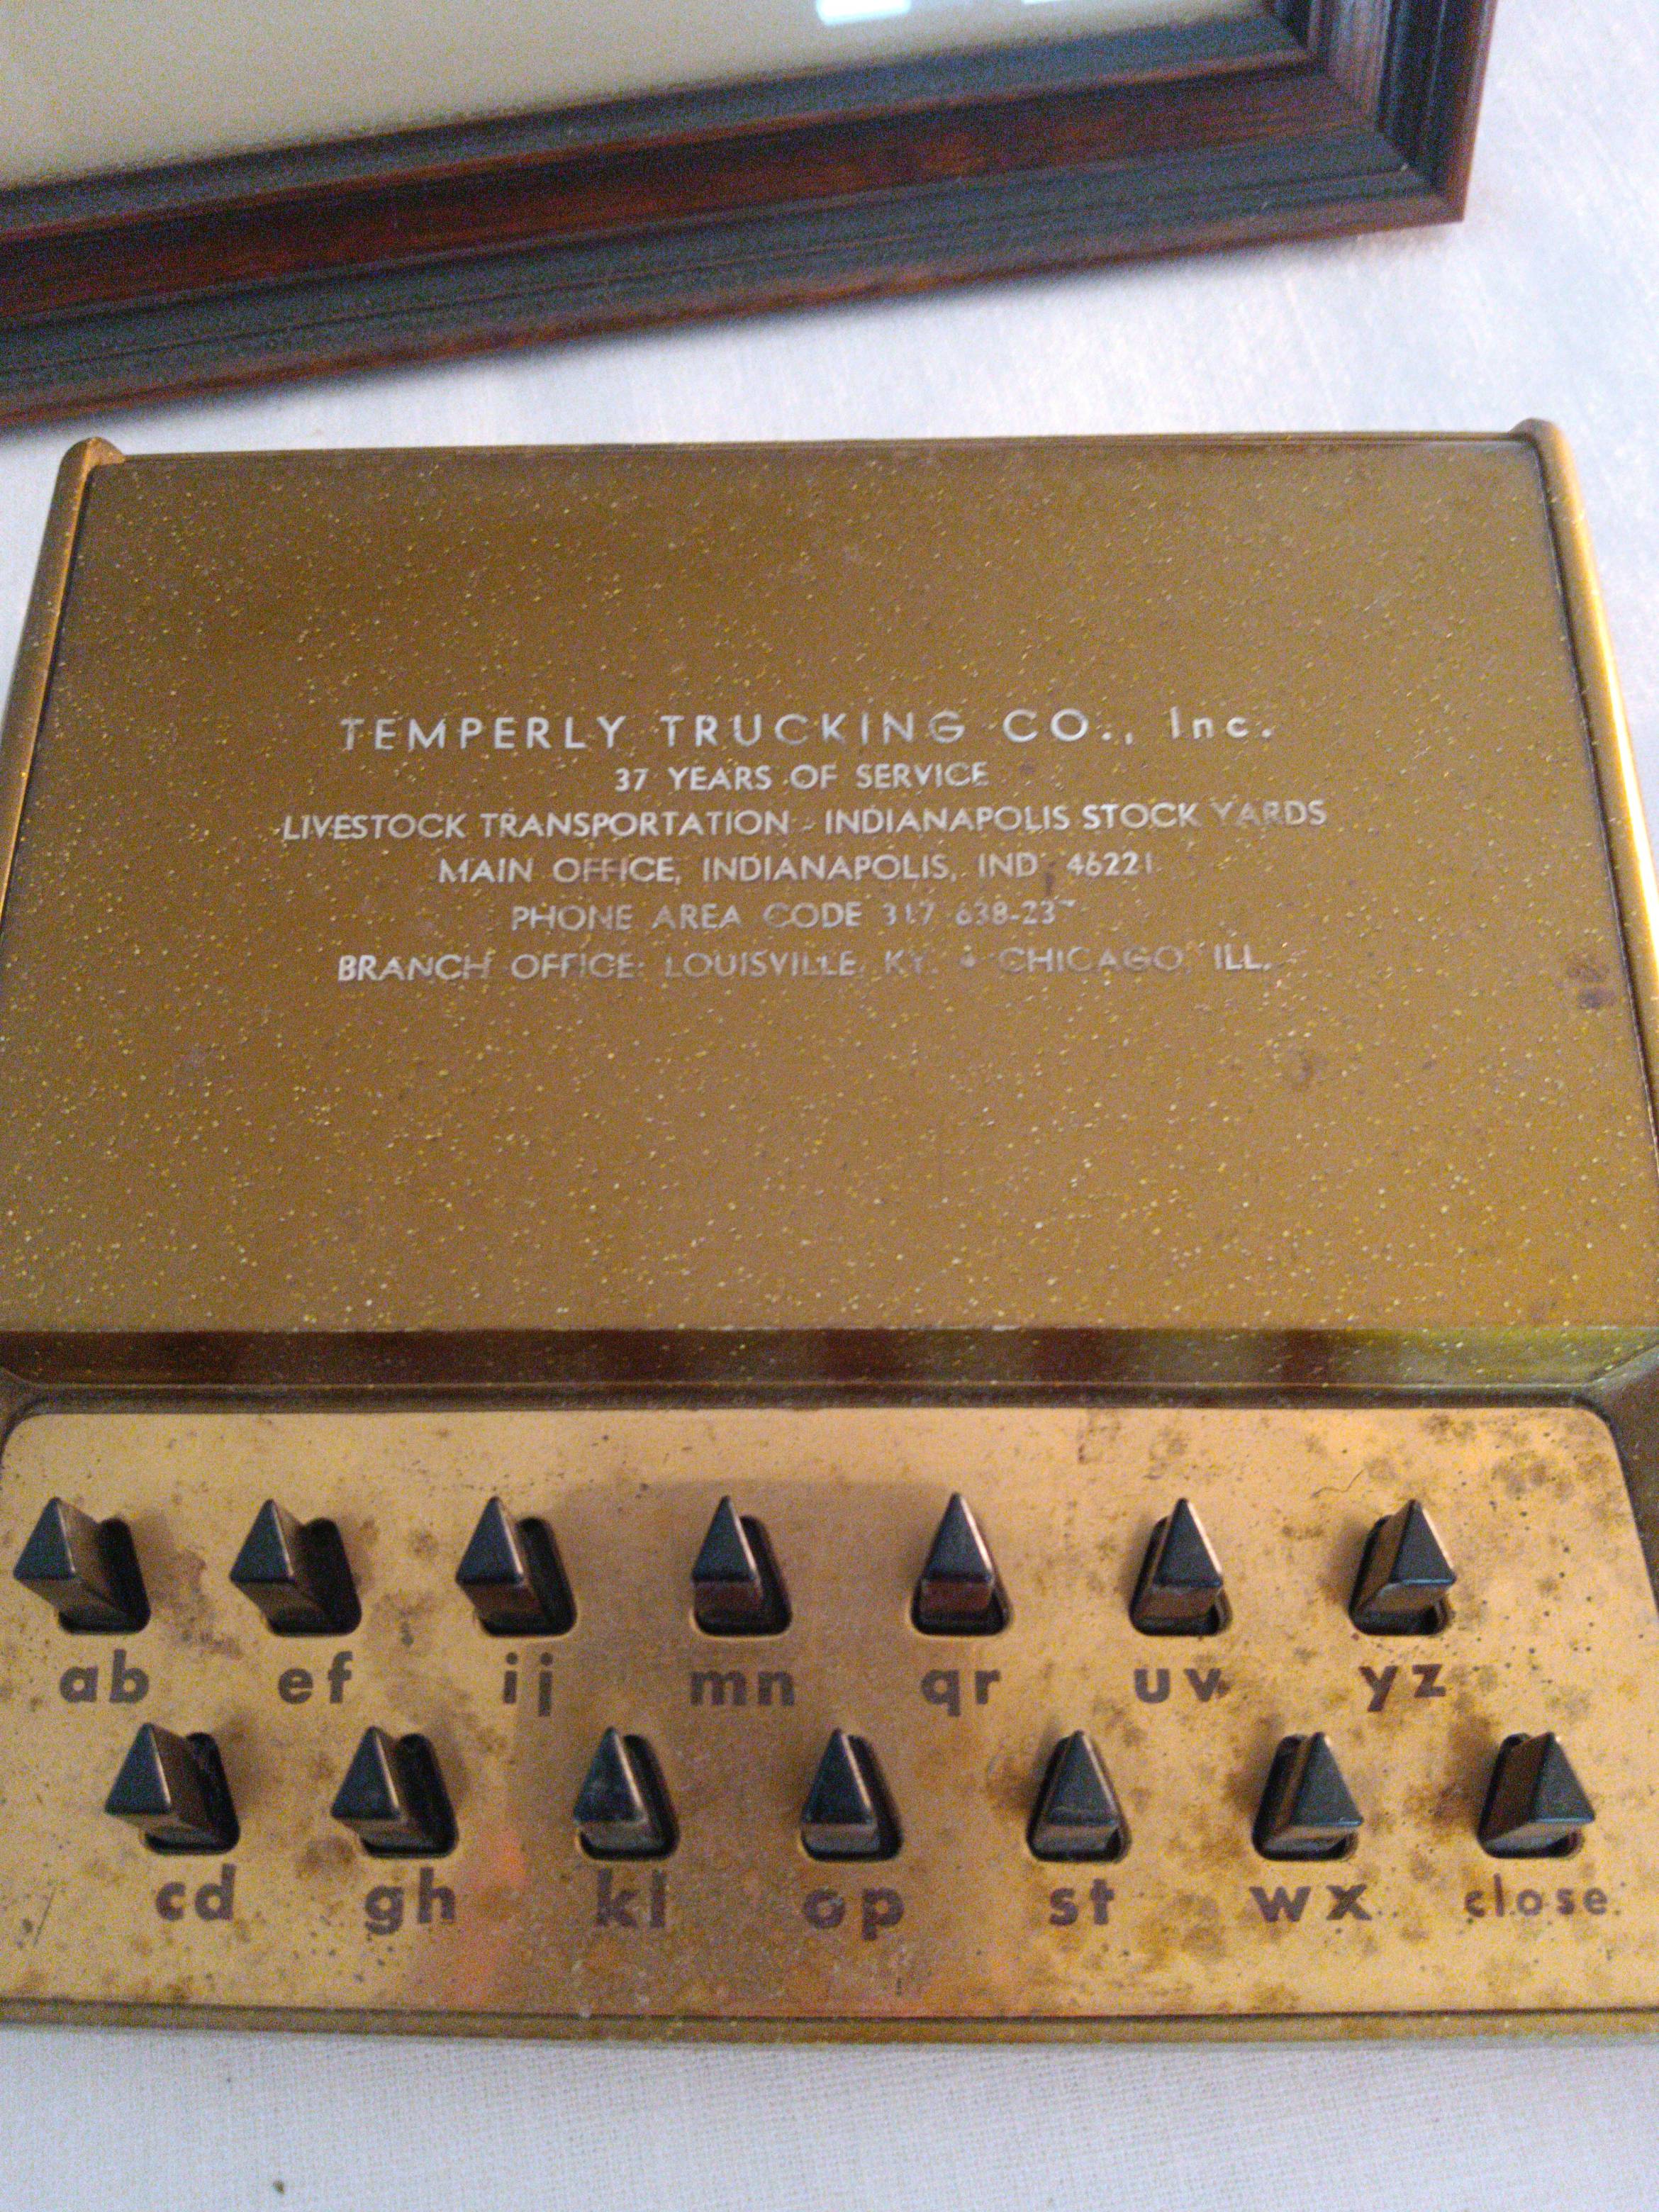 TEMPERLY TRUCKING CO., Inc.
37 YEARS OF SERVICE
LIVESTOCK TRANSPORTATION - INDIANAPOLIS STOCK YARDS
MAIN OFFICE, INDIANAPOLIS, IND. 46221
PHONE AREA CODE 317
BRANCH OFFICE: LOUISVILLE, KY. & CHICAGO, ILL.
ab ef ij mn qr uv yz
cd gh kl op st wx close